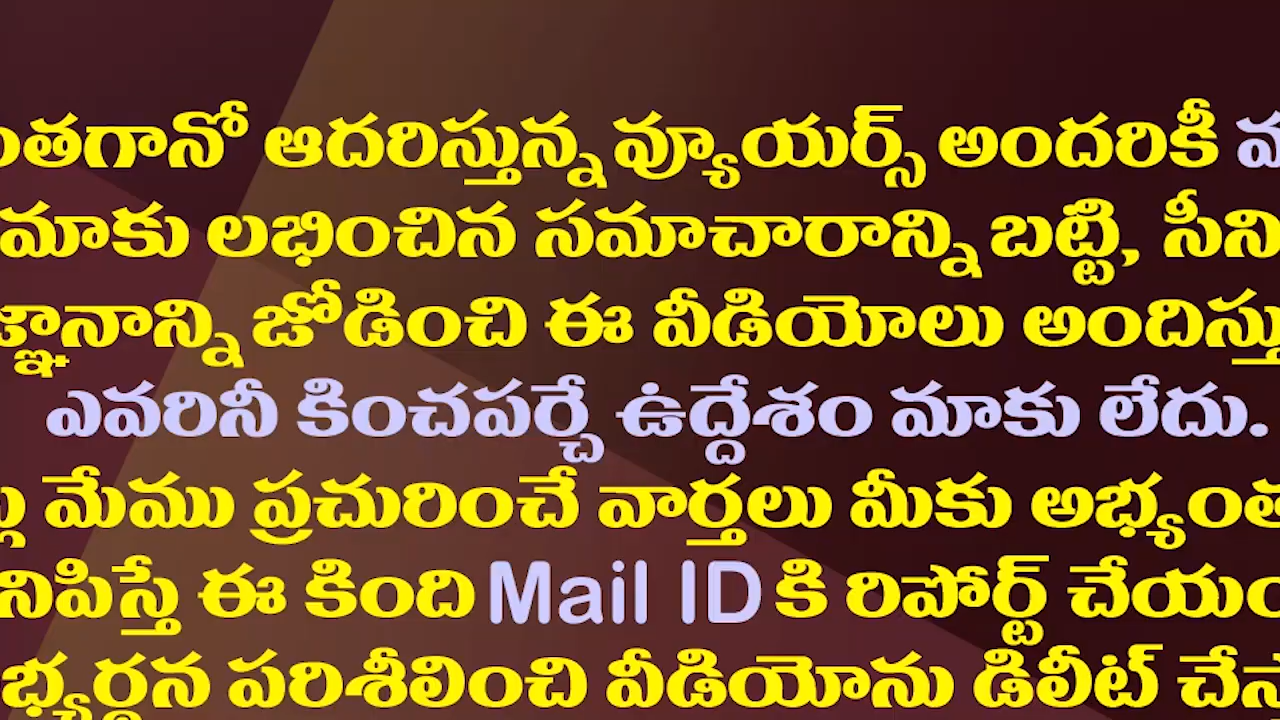 ఆదరిస్తున్న వ్యూయర్స్ అందరికీ
మాకు లభించిన సమాచారాన్ని బట్టి,
జోడించి ఈ వీడియోలు
ఎవరినీ కించపర్చే ఉద్దేశం మాకు లేదు.
మేము ప్రచురించే వార్తలు మీకు
ఈ కింది Mail ID కి రిపోర్ట్
పరిశీలించి వీడియోను డిలీట్